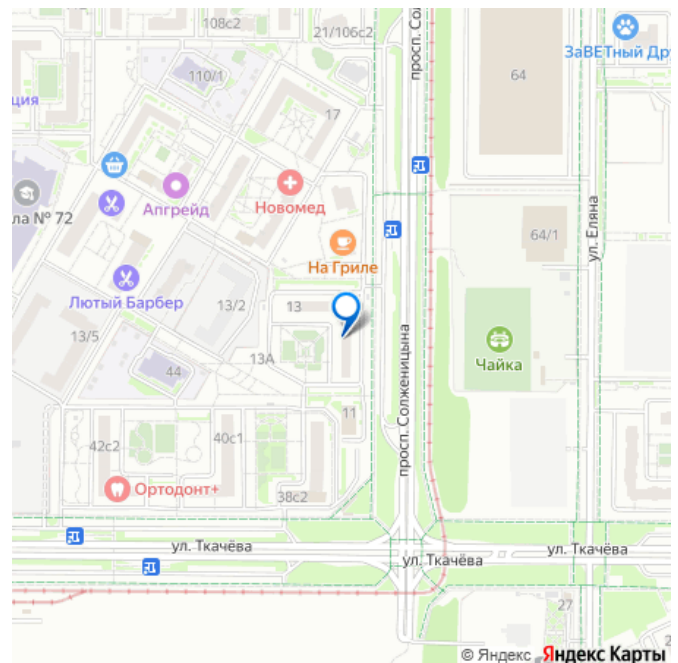 108с2
21/106с2
просп. Сол
ЗаВЕТный Дру
110/1
64
ция
17
Апгрейд
Новомед
ла № 72
64/1
ул. Еляна
На Гриле
Лютый Барбер
13/2
13
13/5
13А
Чайка
44
просп. Солженицына
11
42с2
40с1
Ортодонт+
38с2
ул. Ткачёва
ул. Ткачёва
ул. Ткачёва
27
2
© Яндекс Яндекс Карты